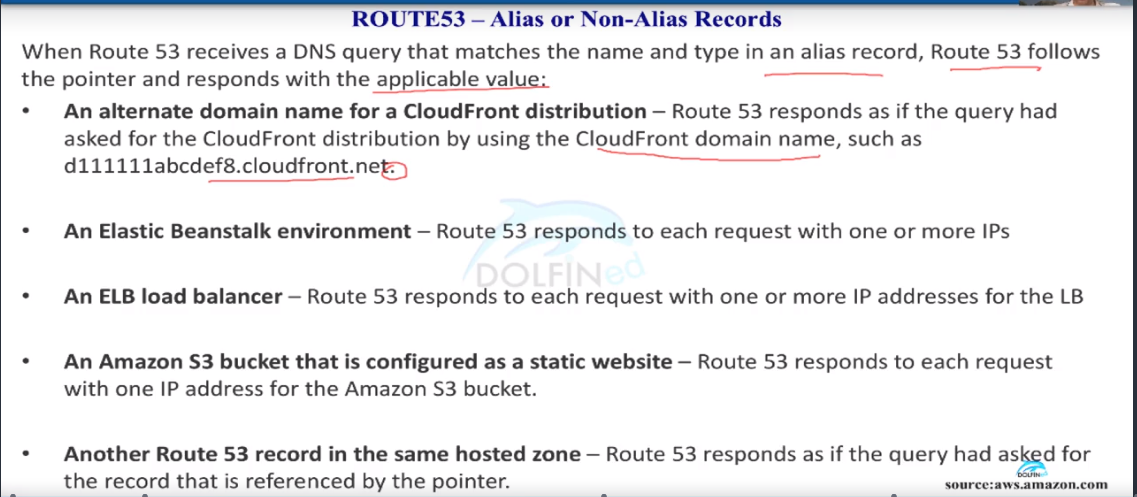 ROUTE53 – Alias or Non-Alias Records
When Route 53 receives a DNS query that matches the name and type in an alias record, Route 53 follows
the pointer and responds with the applicable value:
• An alternate domain name for a CloudFront distribution – Route 53 responds as if the query had
asked for the CloudFront distribution by using the CloudFront domain name, such as
d111111abcdef8.cloudfront.net.
• An Elastic Beanstalk environment – Route 53 responds to each request with one or more IPs
DOLFINed
• An ELB load balancer – Route 53 responds to each request with one or more IP addresses for the LB
• An Amazon S3 bucket that is configured as a static website – Route 53 responds to each request
with one IP address for the Amazon S3 bucket.
• Another Route 53 record in the same hosted zone – Route 53 responds as if the query had asked for
the record that is referenced by the pointer.
DOLFIN
source:aws.amazon.com